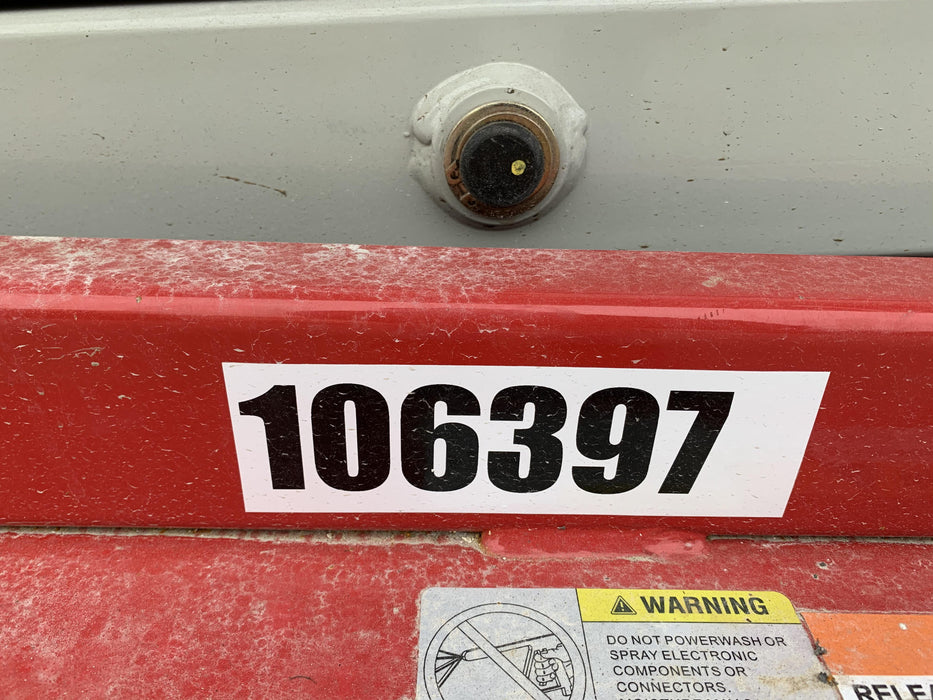 106397
WARNING
DO NOT POWERWASH OR
SPRAY ELECTRONIC
COMPONENTS OR
CONNECTORS.